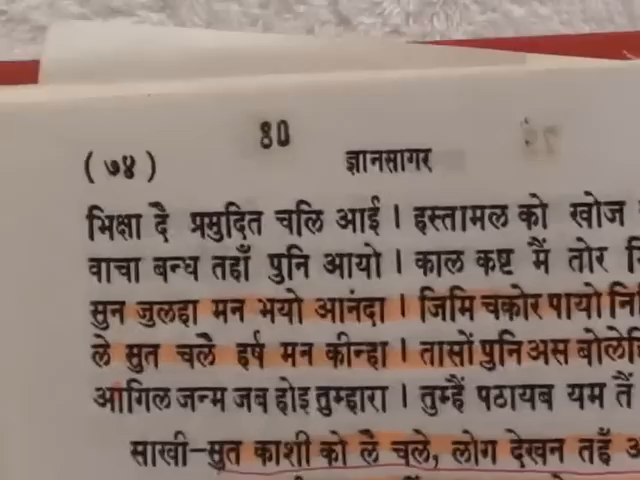 80
(७४) ज्ञानसागर
भिक्षा दै प्रमुदित चलि आई । इस्तामल को खोज
वाचा बन्ध तहाँ पुनि आयो । काल कष्ट मैं तोर
सुन जुलहा मन भयो आनंदा । जिमि चकोर पायो
ले सुत चलै हर्ष मन कीन्हा । तासों पुनि अस
आगिल जन्म जब होइ तुम्हारा । तुम्हैं पठायब यम तैं
साखी-सुत काशी को लै चले, लोग देखन तहँ